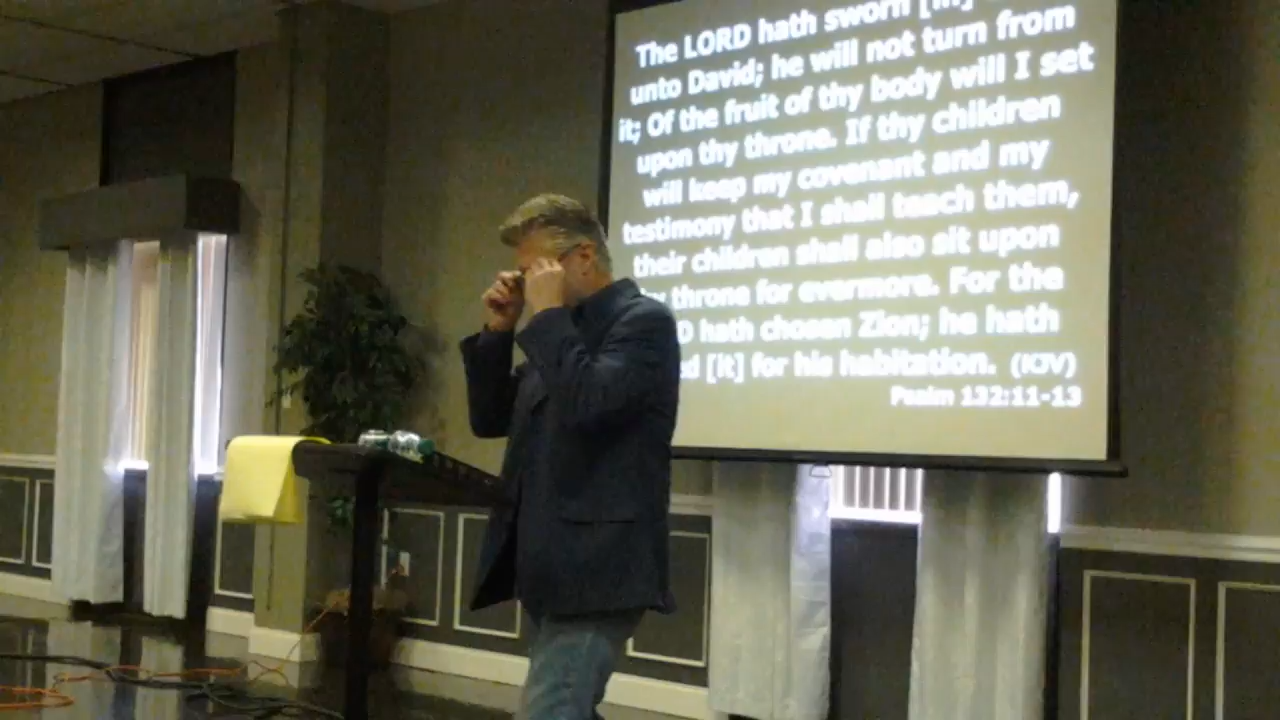 The LORD hath sworn [in]
unto David; he will not turn from
it; Of the fruit of thy body will I set
upon thy throne. If thy children
will keep my covenant and my
testimony that I shall teach them,
their children shall also sit upon
throne for evermore. For the
hath chosen Zion; he hath
[it] for his habitation. (KJV)
Psalm 132:11-13